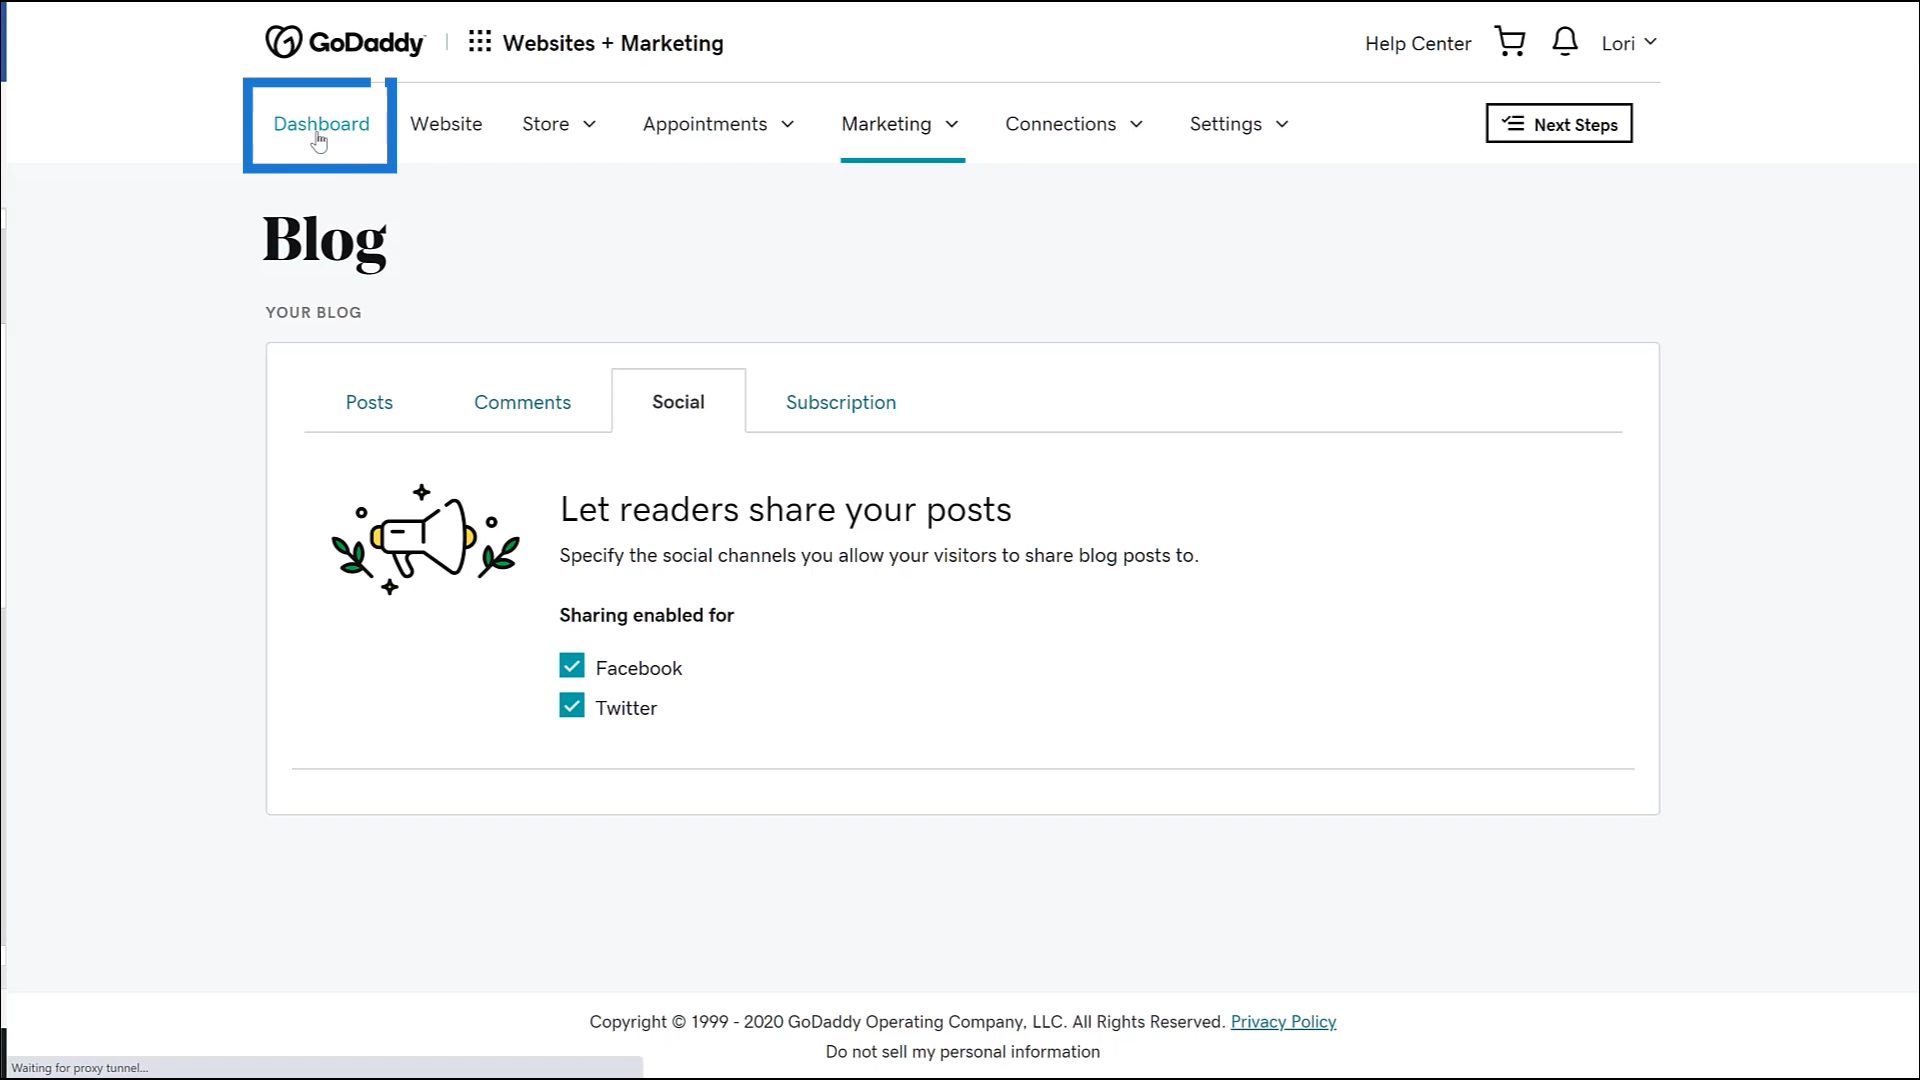 GoDaddy Websites + Marketing Help Center Lori
Dashboard Website Store Appointments Marketing Connections Settings Next Steps
Blog
YOUR BLOG
Posts Comments Social Subscription
Let readers share your posts
Specify the social channels you allow your visitors to share blog posts to.
Sharing enabled for
Facebook
Twitter
Copyright © 1999 - 2020 GoDaddy Operating Company, LLC. All Rights Reserved. Privacy Policy
Do not sell my personal information
Waiting for proxy tunnel...